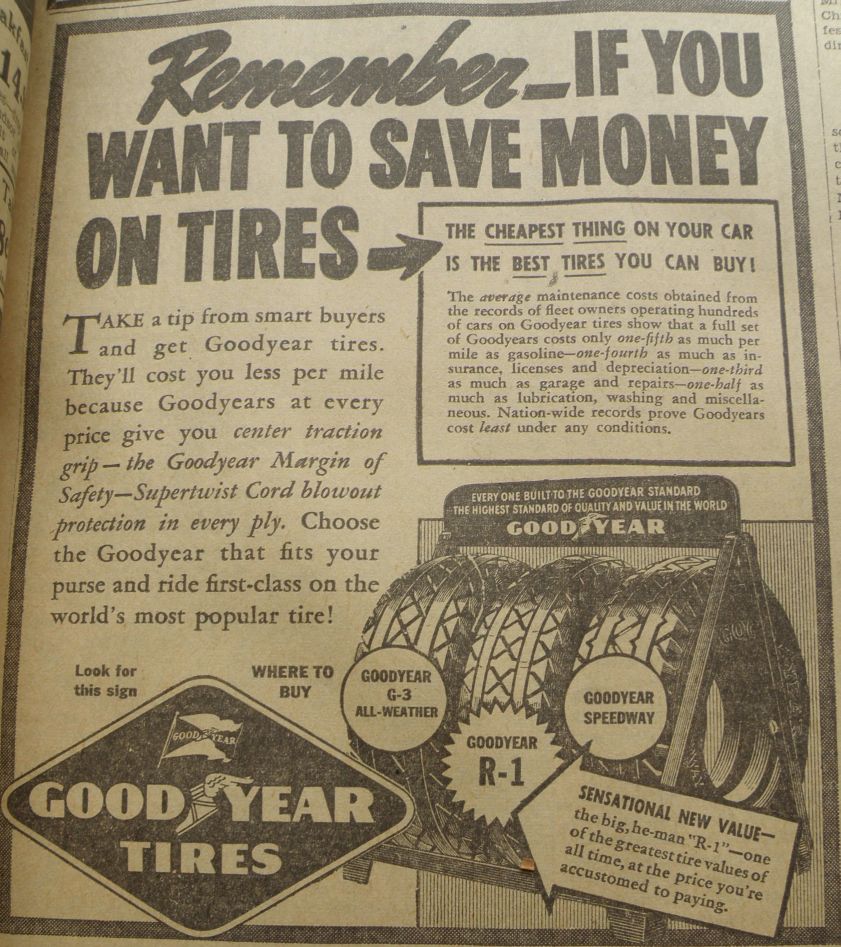 Remember—IF YOU
WANT TO SAVE MONEY
ON TIRES
THE CHEAPEST THING ON YOUR CAR
IS THE BEST TIRES YOU CAN BUY!
The average maintenance costs obtained from
the records of fleet owners operating hundreds
of cars on Goodyear tires show that a full set
of Goodyears costs only one-fifth as much per
mile as gasoline—one-fourth as much as in-
surance, licenses and depreciation—one-third
as much as garage and repairs—one-half as
much as lubrication, washing and miscella-
neous. Nation-wide records prove Goodyears
cost least under any conditions.
TAKE a tip from smart buyers
and get Goodyear tires.
They'll cost you less per mile
because Goodyears at every
price give you center traction
grip—the Goodyear Margin of
Safety—Supertwist Cord blowout
protection in every ply. Choose
the Goodyear that fits your
purse and ride first-class on the
world's most popular tire!
EVERY ONE BUILT TO THE GOODYEAR STANDARD
THE HIGHEST STANDARD OF QUALITY AND VALUE IN THE WORLD
GOOD YEAR
GOODYEAR
G-3
ALL-WEATHER
GOODYEAR
R-1
GOODYEAR
SPEEDWAY
SENSATIONAL NEW VALUE—
the big, he-man "R-1"—one
of the greatest tire values of
all time, at the price you're
accustomed to paying.
Look for
this sign
WHERE TO
BUY
GOOD YEAR
GOOD YEAR
TIRES